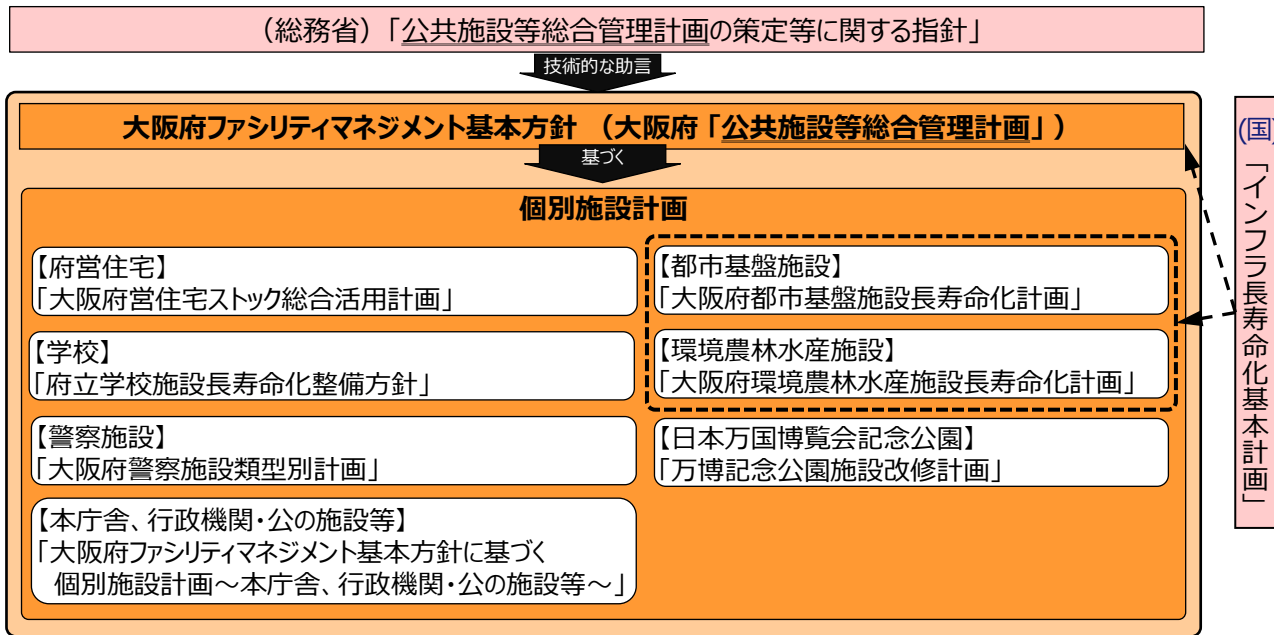 （総務省）「公共施設等総合管理計画の策定等に関する指針」
技術的な助言
大阪府ファシリティマネジメント基本方針 （大阪府「公共施設等総合管理計画」）
基づく
個別施設計画
【府営住宅】
「大阪府営住宅ストック総合活用計画」
【学校】
「府立学校施設長寿命化整備方針」
【警察施設】
「大阪府警察施設類型別計画」
【本庁舎、行政機関・公の施設等】
「大阪府ファシリティマネジメント基本方針に基づく
個別施設計画～本庁舎、行政機関・公の施設等～」
【都市基盤施設】
「大阪府都市基盤施設長寿命化計画」
【環境農林水産施設】
「大阪府環境農林水産施設長寿命化計画」
【日本万国博覧会記念公園】
「万博記念公園施設改修計画」
(国)
「インフラ長寿命化基本計画」